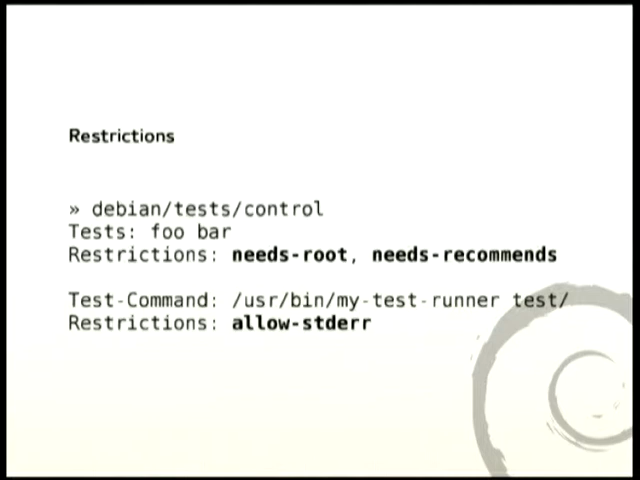 Restrictions
» debian/tests/control
Tests: foo bar
Restrictions: needs-root, needs-recommends
Test-Command: /usr/bin/my-test-runner test/
Restrictions: allow-stderr